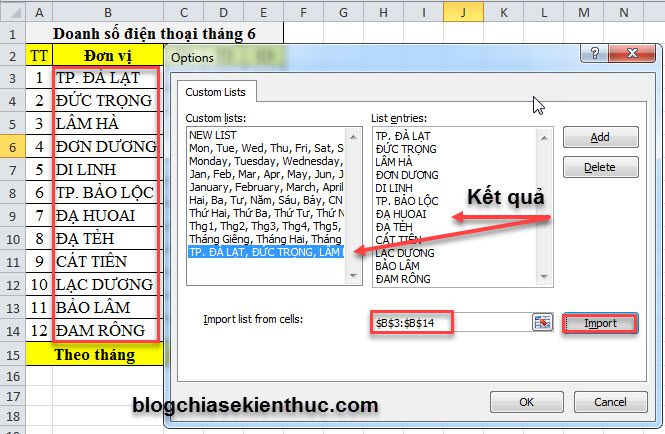 A B C D E F G H I J K L M N
1 Doanh số điện thoại tháng 6
2 TT Đơn vị
3 1 TP. ĐÀ LẠT
4 2 ĐỨC TRỌNG
5 3 LÂM HÀ
6 4 ĐƠN DƯƠNG
7 5 DI LINH
8 6 TP. BẢO LỘC
9 7 ĐẠ HUOAI
10 8 ĐẠ TẺH
11 9 CÁT TIÊN
12 10 LẠC DƯƠNG
13 11 BẢO LÂM
14 12 ĐAM RÔNG
15 Theo tháng
16
17
18
Options
Custom Lists
Custom lists:
NEW LIST
Mon, Tue, Wed, Thu, Fri, Sat, S
Monday, Tuesday, Wednesday,
Jan, Feb, Mar, Apr, May, Jun, J
January, February, March, April
Hai, Ba, Tư, Năm, Sáu, Bảy, CN
Thứ Hai, Thứ Ba, Thứ Tư, Thứ N
Thg1, Thg2, Thg3, Thg4, Thg5,
Tháng Giêng, Tháng Hai, Tháng
TP. ĐÀ LẠT, ĐỨC TRỌNG, LÂM
List entries:
TP. ĐÀ LẠT
ĐỨC TRỌNG
LÂM HÀ
ĐƠN DƯƠNG
DI LINH
TP. BẢO LỘC
ĐẠ HUOAI
ĐẠ TẺH
CÁT TIÊN
LẠC DƯƠNG
BẢO LÂM
ĐAM RÔNG
Add
Delete
Kết quả
Import list from cells:
$B$3:$B$14
Import
OK
Cancel
blogchiasekienthuc.com